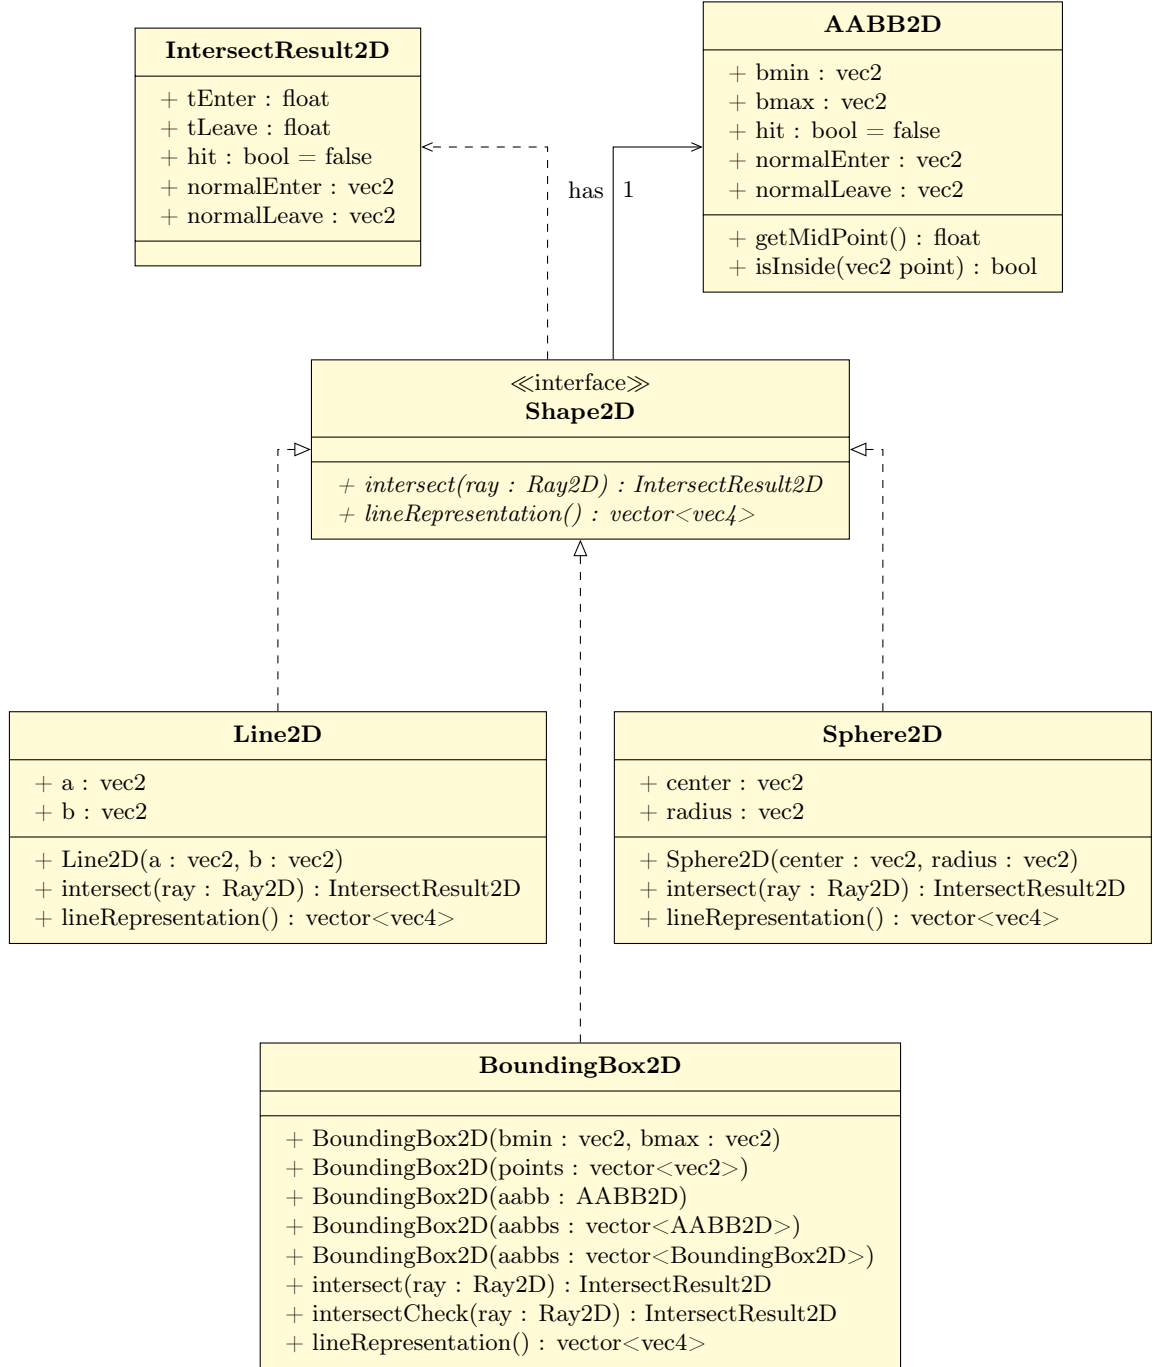 IntersectResult2D
+ tEnter : float
+ tLeave : float
+ hit : bool = false
+ normalEnter : vec2
+ normalLeave : vec2
AABB2D
+ bmin : vec2
+ bmax : vec2
+ hit : bool = false
+ normalEnter : vec2
+ normalLeave : vec2
+ getMidPoint() : float
+ isInside(vec2 point) : bool
has 1
≪interface≫
Shape2D
+ intersect(ray : Ray2D) : IntersectResult2D
+ lineRepresentation() : vector<vec4>
Line2D
+ a : vec2
+ b : vec2
+ Line2D(a : vec2, b : vec2)
+ intersect(ray : Ray2D) : IntersectResult2D
+ lineRepresentation() : vector<vec4>
Sphere2D
+ center : vec2
+ radius : vec2
+ Sphere2D(center : vec2, radius : vec2)
+ intersect(ray : Ray2D) : IntersectResult2D
+ lineRepresentation() : vector<vec4>
BoundingBox2D
+ BoundingBox2D(bmin : vec2, bmax : vec2)
+ BoundingBox2D(points : vector<vec2>)
+ BoundingBox2D(aabb : AABB2D)
+ BoundingBox2D(aabbs : vector<AABB2D>)
+ BoundingBox2D(aabbs : vector<BoundingBox2D>)
+ intersect(ray : Ray2D) : IntersectResult2D
+ intersectCheck(ray : Ray2D) : IntersectResult2D
+ lineRepresentation() : vector<vec4>